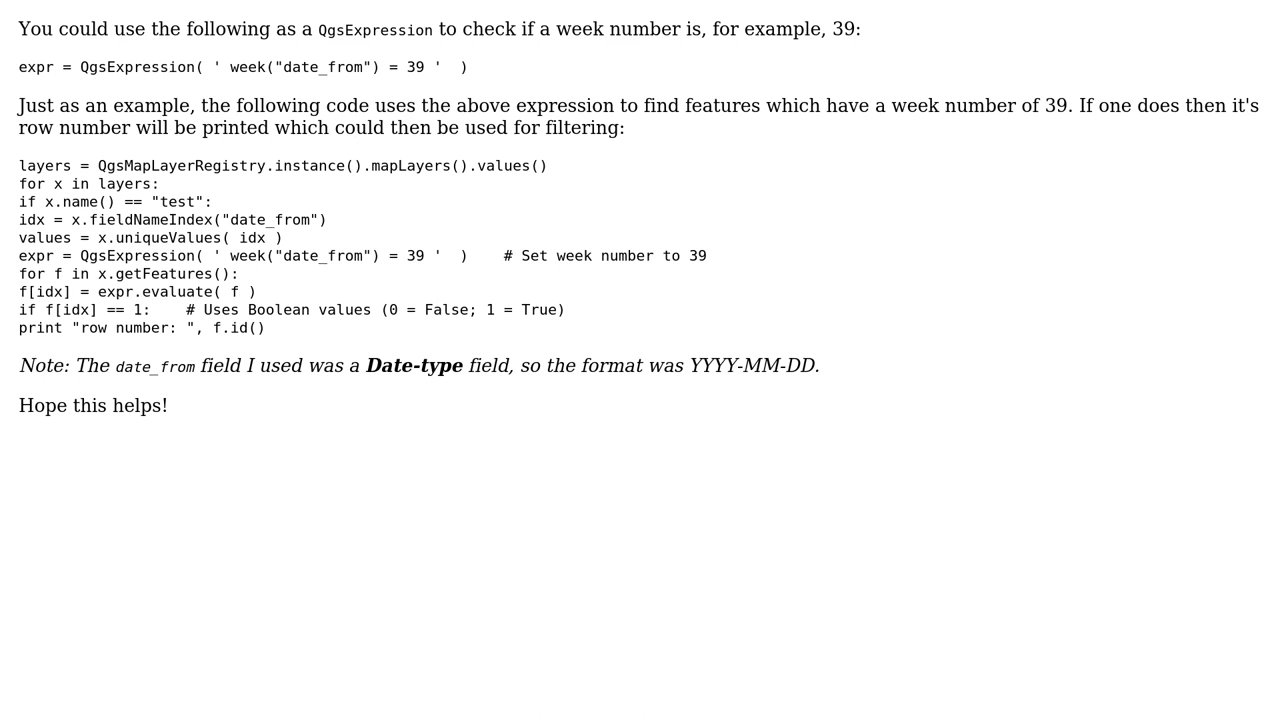 You could use the following as a QgsExpression to check if a week number is, for example, 39:
expr = QgsExpression( ' week("date_from") = 39 '  )
Just as an example, the following code uses the above expression to find features which have a week number of 39. If one does then it's
row number will be printed which could then be used for filtering:
layers = QgsMapLayerRegistry.instance().mapLayers().values()
for x in layers:
if x.name() == "test":
idx = x.fieldNameIndex("date_from")
values = x.uniqueValues( idx )
expr = QgsExpression( ' week("date_from") = 39 '  )    # Set week number to 39
for f in x.getFeatures():
f[idx] = expr.evaluate( f )
if f[idx] == 1:    # Uses Boolean values (0 = False; 1 = True)
print "row number: ", f.id()
Note: The date_from field I used was a Date-type field, so the format was YYYY-MM-DD.
Hope this helps!